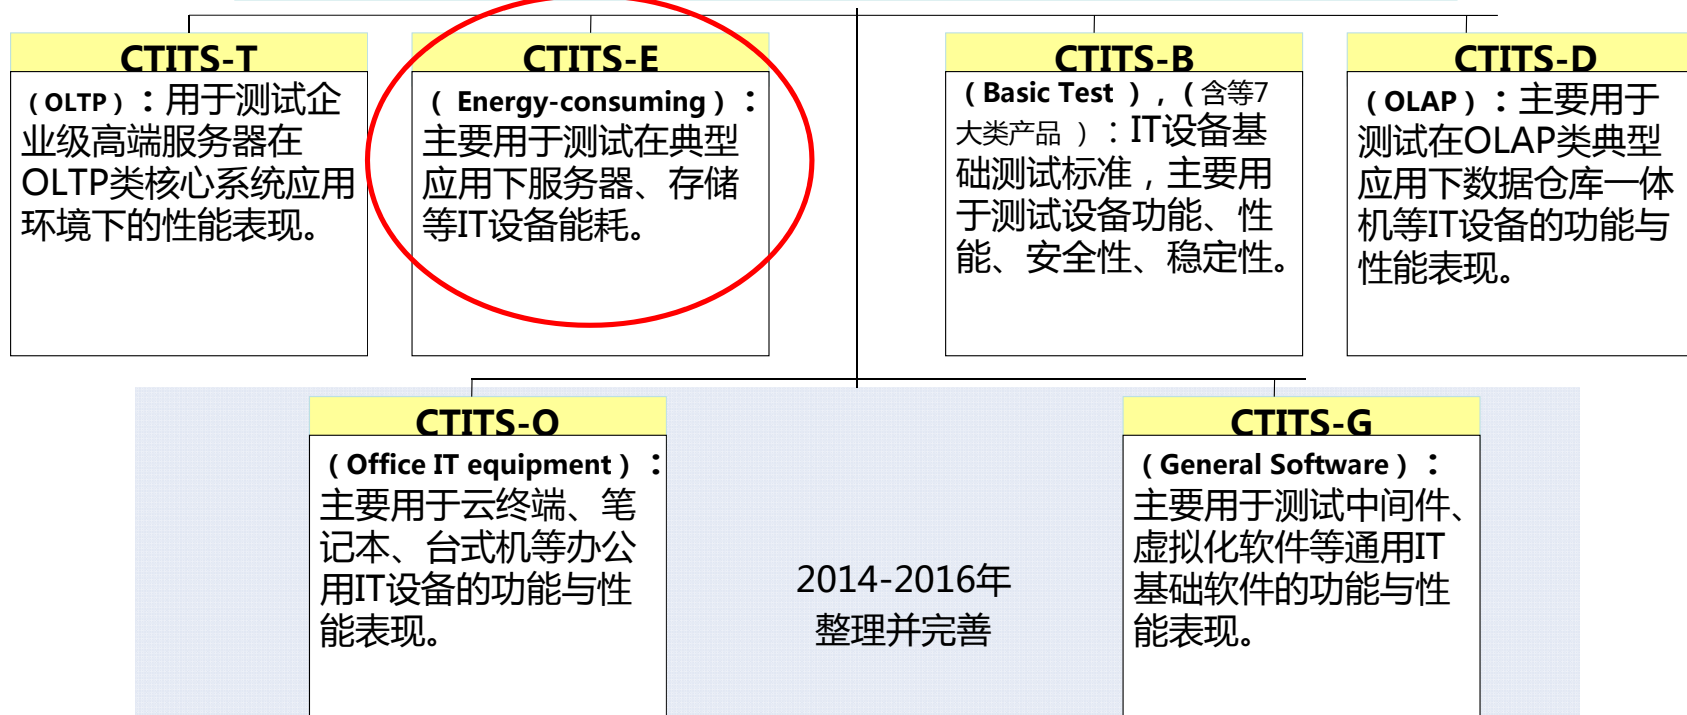 CTITS-T
（OLTP）：用于测试企
业级高端服务器在
OLTP类核心系统应用
环境下的性能表现。
CTITS-E
（ Energy-consuming）：
主要用于测试在典型
应用下服务器、存储
等IT设备能耗。
CTITS-B
（Basic Test ），（含等7
大类产品 ）：IT设备基
础测试标准，主要用
于测试设备功能、性
能、安全性、稳定性。
CTITS-D
（OLAP）：主要用于
测试在OLAP类典型
应用下数据仓库一体
机等IT设备的功能与
性能表现。
CTITS-O
（Office IT equipment）：
主要用于云终端、笔
记本、台式机等办公
用IT设备的功能与性
能表现。
2014-2016年
整理并完善
CTITS-G
（General Software）：
主要用于测试中间件、
虚拟化软件等通用IT
基础软件的功能与性
能表现。